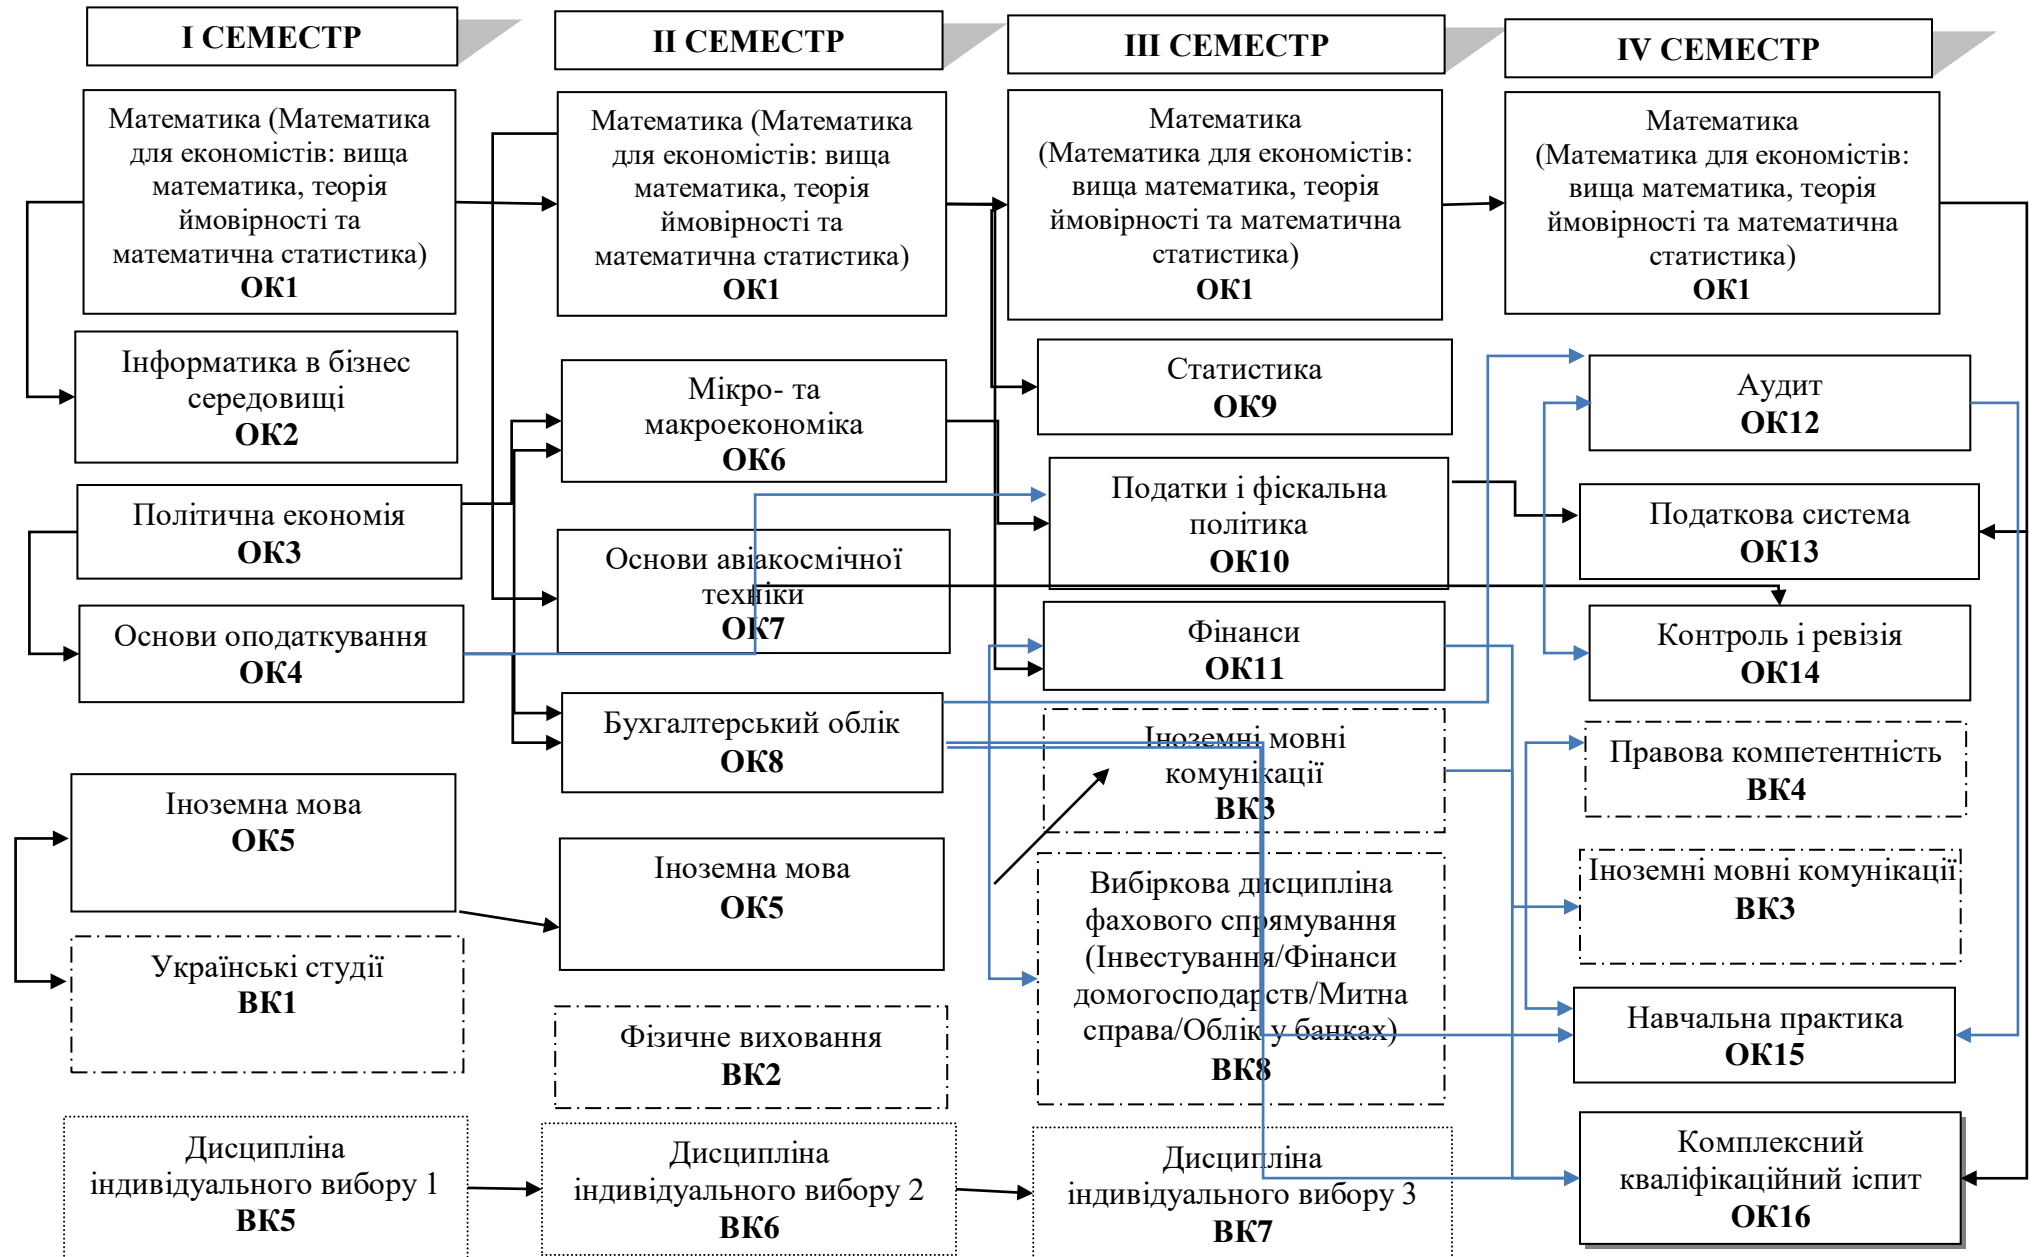 І СЕМЕСТР
ІІ СЕМЕСТР
ІІІ СЕМЕСТР
ІV СЕМЕСТР
Математика (Математика
для економістів: вища
математика, теорія
ймовірності та
математична статистика)
ОК1
Інформатика в бізнес
середовищі
ОК2
Політична економія
ОК3
Основи оподаткування
ОК4
Іноземна мова
ОК5
Українські студії
ВК1
Дисципліна
індивідуального вибору 1
ВК5
Математика (Математика
для економістів: вища
математика, теорія
ймовірності та
математична статистика)
ОК1
Мікро- та
макроекономіка
ОК6
Основи авіакосмічної
техніки
ОК7
Бухгалтерський облік
ОК8
Іноземна мова
ОК5
Фізичне виховання
ВК2
Дисципліна
індивідуального вибору 2
ВК6
Математика
(Математика для економістів:
вища математика, теорія
ймовірності та математична
статистика)
ОК1
Статистика
ОК9
Податки і фіскальна
політика
ОК10
Фінанси
ОК11
Іноземні мовні
комунікації
ВК3
Вибіркова дисципліна
фахового спрямування
(Інвестування/Фінанси
домогосподарств/Митна
справа/Облік у банках)
ВК8
Дисципліна
індивідуального вибору 3
ВК7
Математика
(Математика для економістів:
вища математика, теорія
ймовірності та математична
статистика)
ОК1
Аудит
ОК12
Податкова система
ОК13
Контроль і ревізія
ОК14
Правова компетентність
ВК4
Іноземні мовні комунікації
ВК3
Навчальна практика
ОК15
Комплексний
кваліфікаційний іспит
ОК16